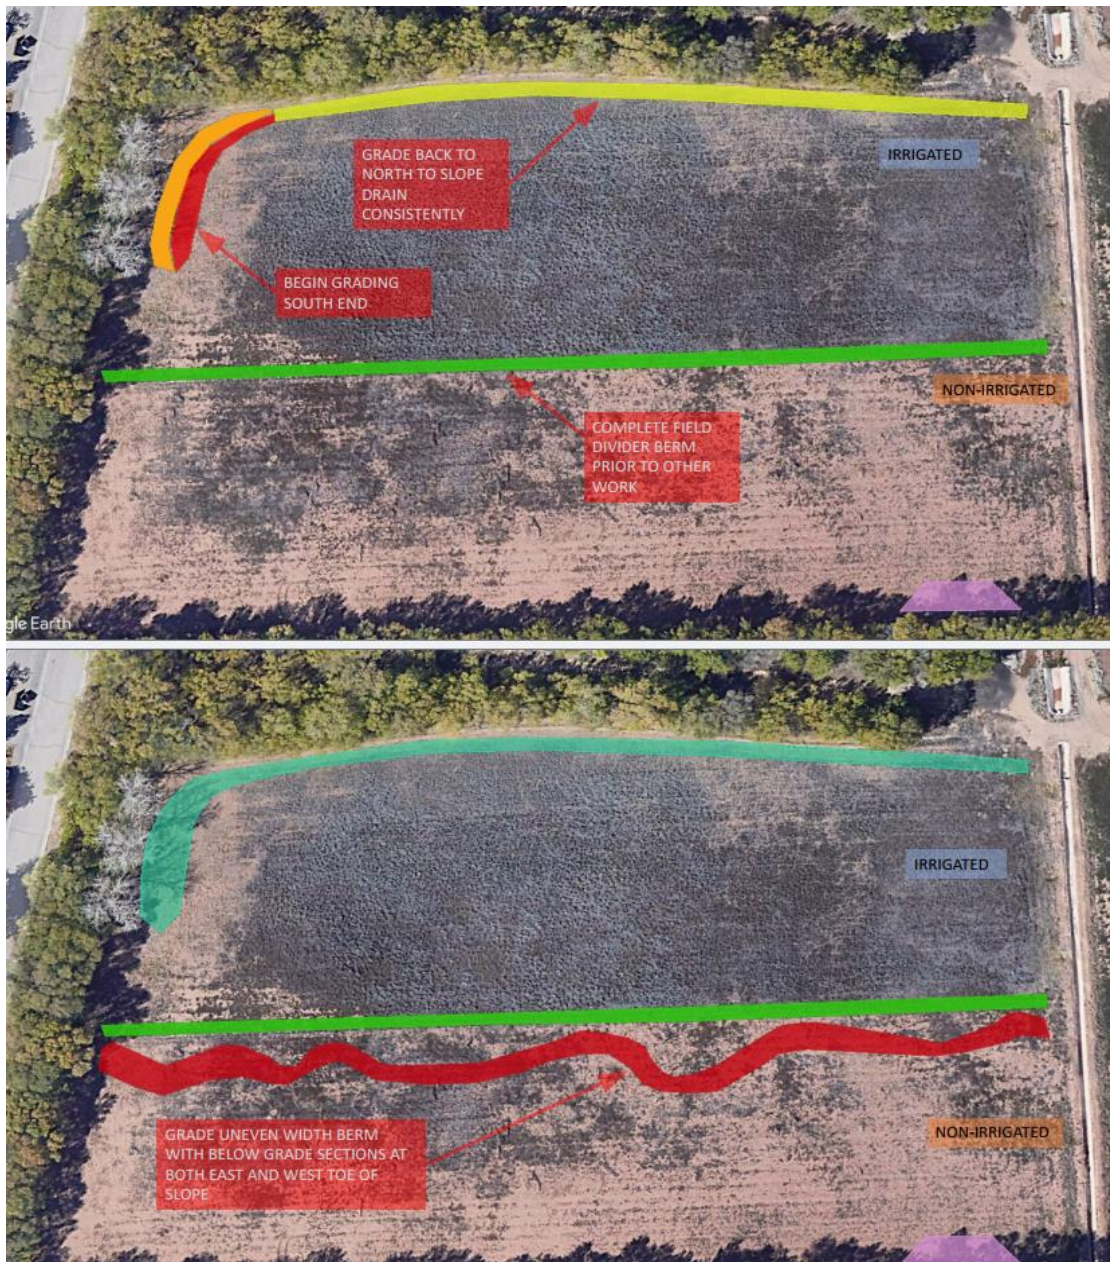 IRRIGATED
GRADE BACK TO
NORTH TO SLOPE
DRAIN
CONSISTENTLY
BEGIN GRADING
SOUTH END
NON-IRRIGATED
COMPLETE FIELD
DIVIDER BERM
PRIOR TO OTHER
WORK
gle Earth
IRRIGATED
GRADE UNEVEN WIDTH BERM
WITH BELOW GRADE SECTIONS AT
BOTH EAST AND WEST TOE OF
SLOPE
NON-IRRIGATED